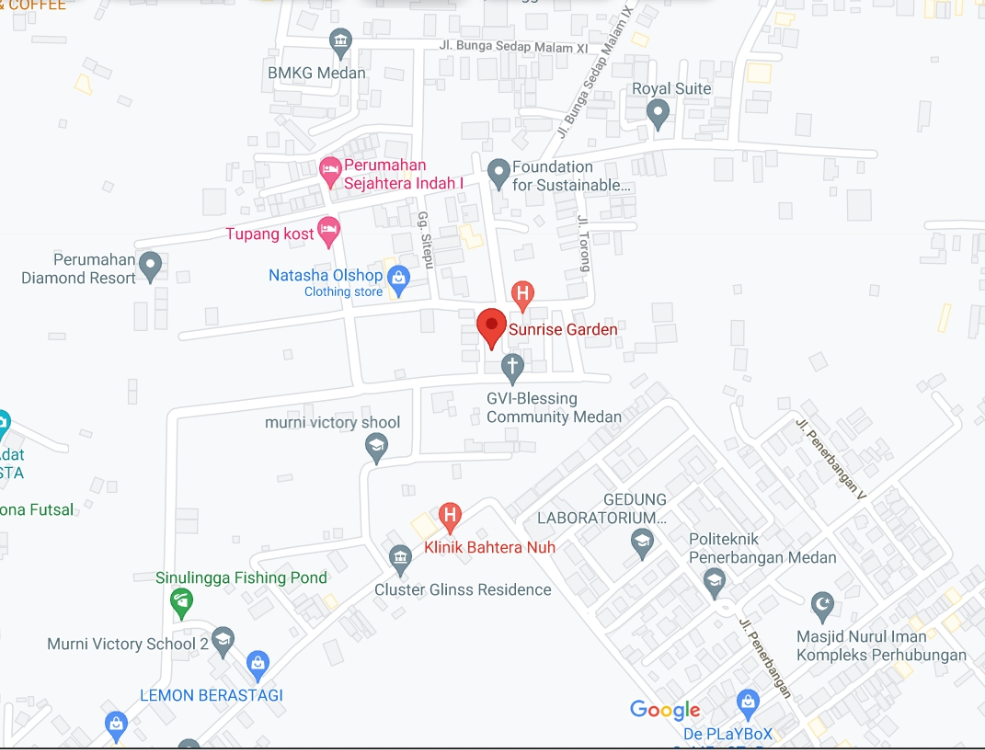 & COFFEE
Jl. Bunga Sedap Malam IX
Jl. Bunga Sedap Malam XI
BMKG Medan
Royal Suite
Perumahan
Sejahtera Indah I
Foundation
for Sustainable...
Tupang kost
Gg. Sitepu
Jl. Torong
Perumahan
Diamond Resort
Natasha Olshop
Clothing store
H
Sunrise Garden
GVI-Blessing
Community Medan
murni victory shool
Jl. Penerbangan V
dat
STA
ona Futsal
GEDUNG
LABORATORIUM...
H
Klinik Bahtera Nuh
Politeknik
Penerbangan Medan
Cluster Glinss Residence
Sinulingga Fishing Pond
Murni Victory School 2
Masjid Nurul Iman
Kompleks Perhubungan
Jl. Penerbangan
LEMON BERASTAGI
Google
De PLaYBoX